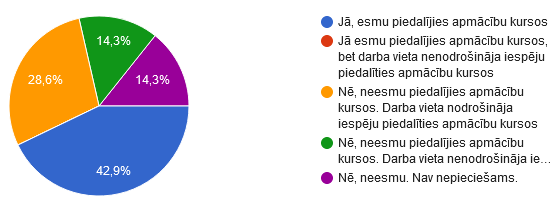 14,3%
14,3%
28,6%
42,9%
Jā, esmu piedalījies apmācību kursos
Jā esmu piedalījies apmācību kursos,
bet darba vieta nenodrošināja iespēju
piedalīties apmācību kursos
Nē, neesmu piedalījies apmācību
kursos. Darba vieta nodrošināja
iespēju piedalīties apmācību kursos
Nē, neesmu piedalījies apmācību
kursos. Darba vieta nenodrošināja ie…
Nē, neesmu. Nav nepieciešams.